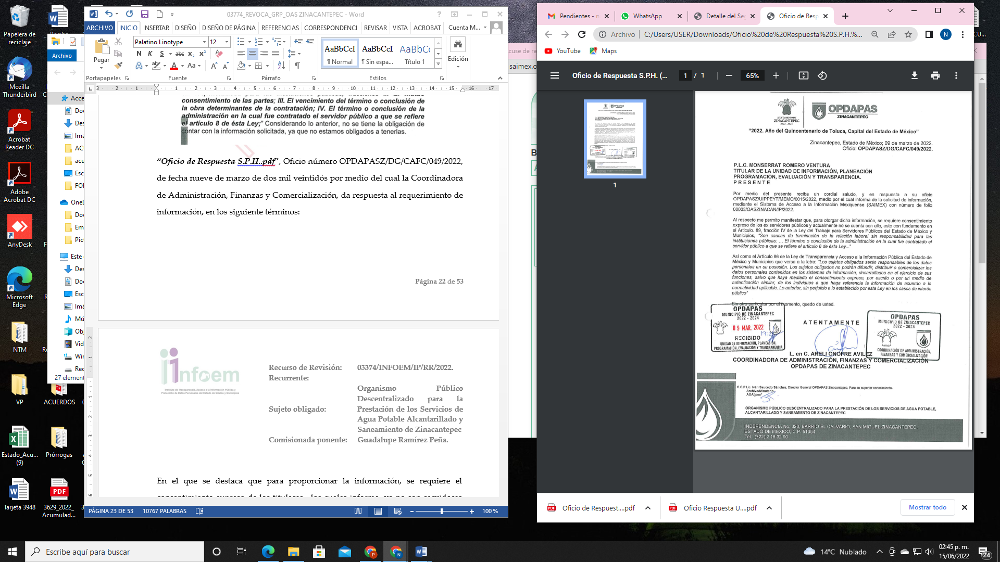 Papelera de
reciclaje
Mozilla
Thunderbird
Acrobat
Reader DC
Adobe
Acrobat DC
AnyDesk
Microsoft
Edge
NTM
VP
ACUERDOS
Estado_Acu...
(9)
Prórrogas
Tarjeta 3948
3629_2022_
Acumulad...
Archivo
Acce
Doc
Des
Imá
AC
acu
Esc
FOI
OneD
Doc
Em
Pict
Este
Des
Doc
Esc
Imá
Mú
Obj
Vid
Wir
Rec
27 element
03774_REVOCA_GRP_OAS ZINACANTEPEC - Word
ARCHIVO INICIO INSERTAR DISEÑO DISEÑO DE PÁGINA REFERENCIAS CORRESPONDENCI REVISAR VISTA ACROBAT Cuenta M...
Palatino Linotype 12
Pegar
N K S abc x₂ x²
AaBbCcI AaBbCcI AaBbCc
¶ Normal ¶ Sin espa... Título 1
Edición
Portapapeles Fuente Párrafo Estilos
consentimiento de las partes; III. El vencimiento del término o conclusión de
la obra determinantes de la contratación; IV. El término o conclusión de la
administración en la cual fue contratado el servidor público a que se refiere
el artículo 8 de ésta Ley;" Considerando lo anterior, no se tiene la obligación de
contar con la información solicitada, ya que no estamos obligados a tenerlas.
“Oficio de Respuesta S.P.H..pdf”, Oficio número OPDAPASZ/DG/CAFC/049/2022,
de fecha nueve de marzo de dos mil veintidós por medio del cual la Coordinadora
de Administración, Finanzas y Comercialización, da respuesta al requerimiento de
información, en los siguiente términos:
Página 22 de 53
infoem
Instituto de Transparencia, Acceso a la Información Pública y
Protección de Datos Personales del Estado de México y Municipios
Recurso de Revisión: 03374/INFOEM/IP/RR/2022.
Recurrente:
Sujeto obligado: Organismo Público
Descentralizado para la
Prestación de los Servicios de
Agua Potable Alcantarillado y
Saneamiento de Zinacantepec
Comisionada ponente: Guadalupe Ramírez Peña.
En el que se destaca que para proporcionar la información, se requiere el
PÁGINA 23 DE 53 10767 PALABRAS 100 %
cuse de re
saimex.o
Pendientes - n
WhatsApp
Detalle del Se
Oficio de Resp
Archivo | C:/Users/USER/Downloads/Oficio%20de%20Respuesta%20S.P.H.%...
N
YouTube Maps
Oficio de Respuesta S.P.H. (... 1 / 1 65%
1
AYUNTAMIENTO DE
ZINACANTEPEC
2022 - 2024
OPDAPAS
ZINACANTEPEC
“2022. Año del Quincentenario de Toluca, Capital del Estado de México”
Zinacantepec, Estado de México; 09 de marzo de 2022.
Oficio: OPDAPASZ/DG/CAFC/049/2022.
P.L.C. MONSERRAT ROMERO VENTURA
TITULAR DE LA UNIDAD DE INFORMACIÓN, PLANEACIÓN
PROGRAMACIÓN, EVALUACIÓN Y TRANSPARENCIA.
P R E S E N T E
Por medio del presente reciba un cordial saludo, y en respuesta a su oficio
OPDAPASZ/UIPPEYT/MEMO/0015/2022, medio por el cual informa de la solicitud de información,
mediante el Sistema de Acceso a la Información Mexiquense (SAIMEX) con número de folio
00003/OASZINACAN/IP/2022.
Al respecto me permito manifestar que, para otorgar dicha información, se requiere consentimiento
expreso de los ex servidores públicos y actualmente no se cuenta con ello, esto con fundamento en
el Artículo. 89, fracción IV de la Ley del Trabajo para Servidores Públicos del Estado de México y
Municipios, “Son causas de terminación de la relación laboral sin responsabilidad para las
instituciones públicas: ... El término o conclusión de la administración en la cual fue contratado el
servidor público a que se refiere el artículo 8 de ésta Ley...”
Así como el Artículo 86 de la Ley de Transparencia y Acceso a la Información Pública del Estado de
México y Municipios que versa a la letra: “Los sujetos obligados serán responsables de los datos
personales en su posesión. Los sujetos obligados no podrán difundir, distribuir o comercializar los
datos personales contenidos en los sistemas de información, desarrollados en el ejercicio de sus
funciones, salvo que haya mediado el consentimiento expreso, por escrito o por un medio de
autenticación similar, de los individuos a que haga referencia la información de acuerdo a la
normatividad aplicable. Lo anterior, sin perjuicio a lo establecido por esta Ley en los casos de interés
público”
Sin otro particular por el momento, quedo de usted.
OPDAPAS
MUNICIPIO DE ZINACANTEPEC
2022 - 2024
09 MAR. 2022
RECIBIDO
UNIDAD DE INFORMACIÓN, PLANEACIÓN,
PROGRAMACIÓN, EVALUACIÓN Y TRANSPARENCIA
A T E N T A M E N T E
OPDAPAS
MUNICIPIO DE ZINACANTEPEC
2022 - 2024
COORDINACIÓN DE ADMINISTRACIÓN,
FINANZAS Y COMERCIALIZACIÓN
L. en C. ARELI ONOFRE AVILEZ
COORDINADORA DE ADMINISTRACIÓN, FINANZAS Y COMERCIALIZACIÓN
OPDAPAS DE ZINACANTEPEC
C.C.P Lic. Iván Saucedo Sánchez. Director General OPDAPAS Zinacantepec. Para su superior conocimiento.
Archivo/Minutario
AOA/jpsa*
ORGANISMO PÚBLICO DESCENTRALIZADO PARA LA PRESTACIÓN DE LOS SERVICIOS DE AGUA POTABLE,
ALCANTARILLADO Y SANEAMIENTO DE ZINACANTEPEC
INDEPENDENCIA No. 320, BARRIO EL CALVARIO, SAN MIGUEL ZINACANTEPEC,
ESTADO DE MÉXICO, C.P. 51354
Tel.: (722) 2 18 32 90
Oficio de Respuest....pdf
Oficio Respuesta U....pdf
Mostrar todo
Escribe aquí para buscar
14°C Nublado
02:45 p. m.
15/06/2022
24